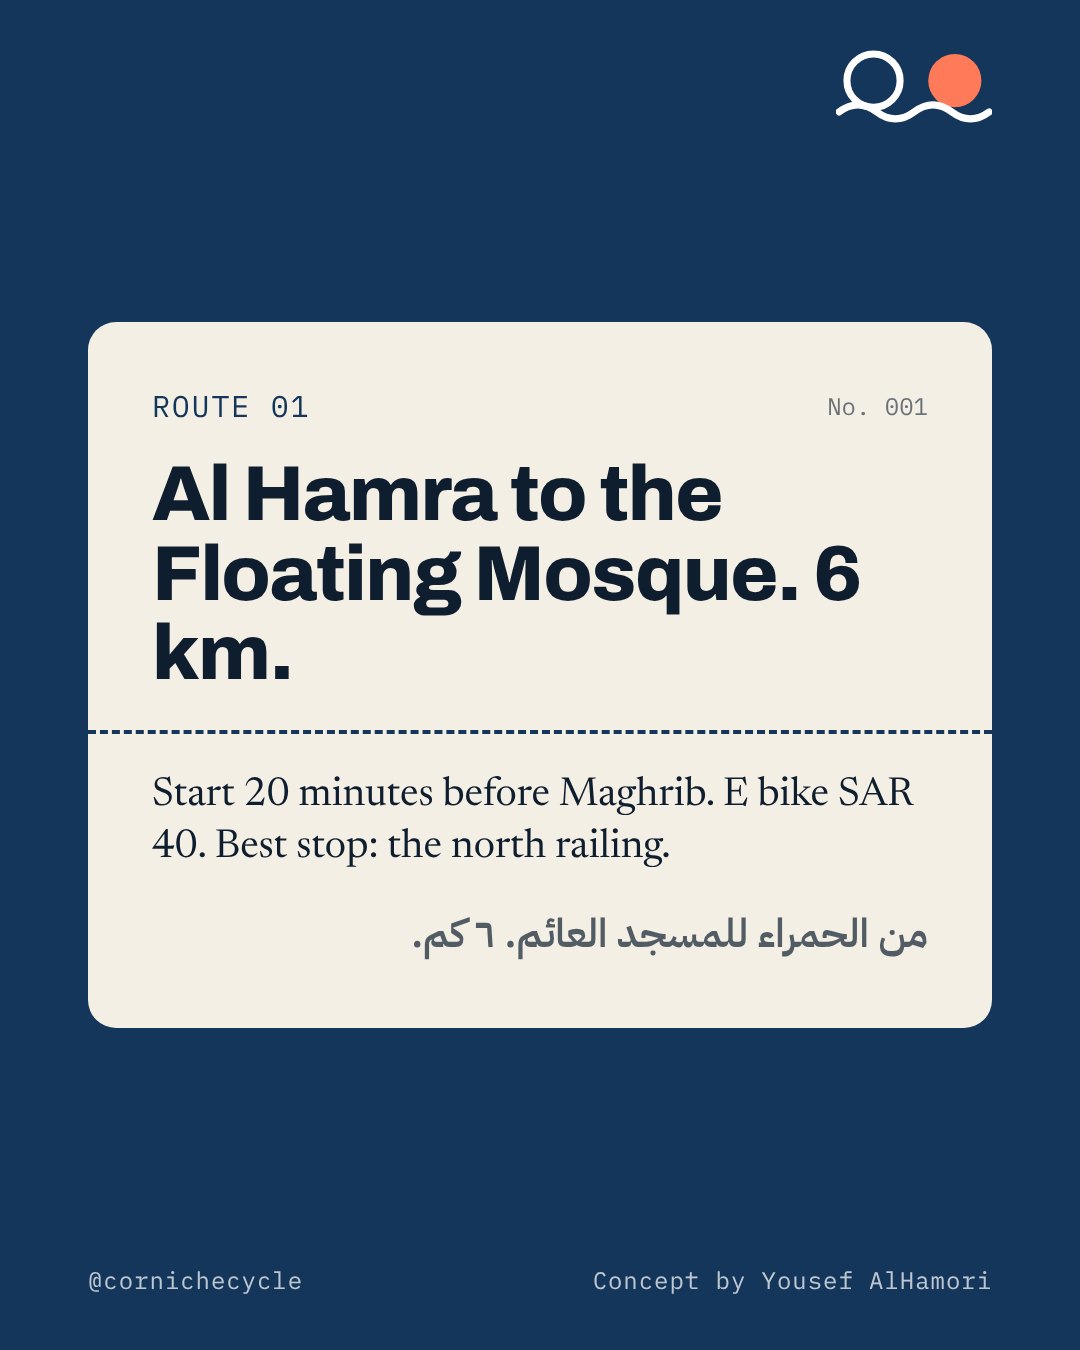 ROUTE 01
No. 001
Al Hamra to the
Floating Mosque. 6
km.
Start 20 minutes before Maghrib. E bike SAR
40. Best stop: the north railing.
من الحمراء للمسجد العائم. ٦ كم.
@cornichecycle
Concept by Yousef AlHamori